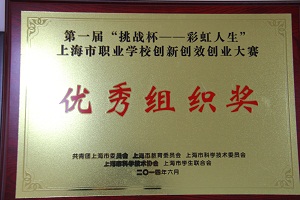 第一届“挑战杯——彩虹人生”
上海市职业学校创新创效创业大赛
优秀组织奖
共青团上海市委员会 上海市教育委员会 上海市科学技术委员会
上海市科学技术协会 上海市学生联合会
二〇一四年六月